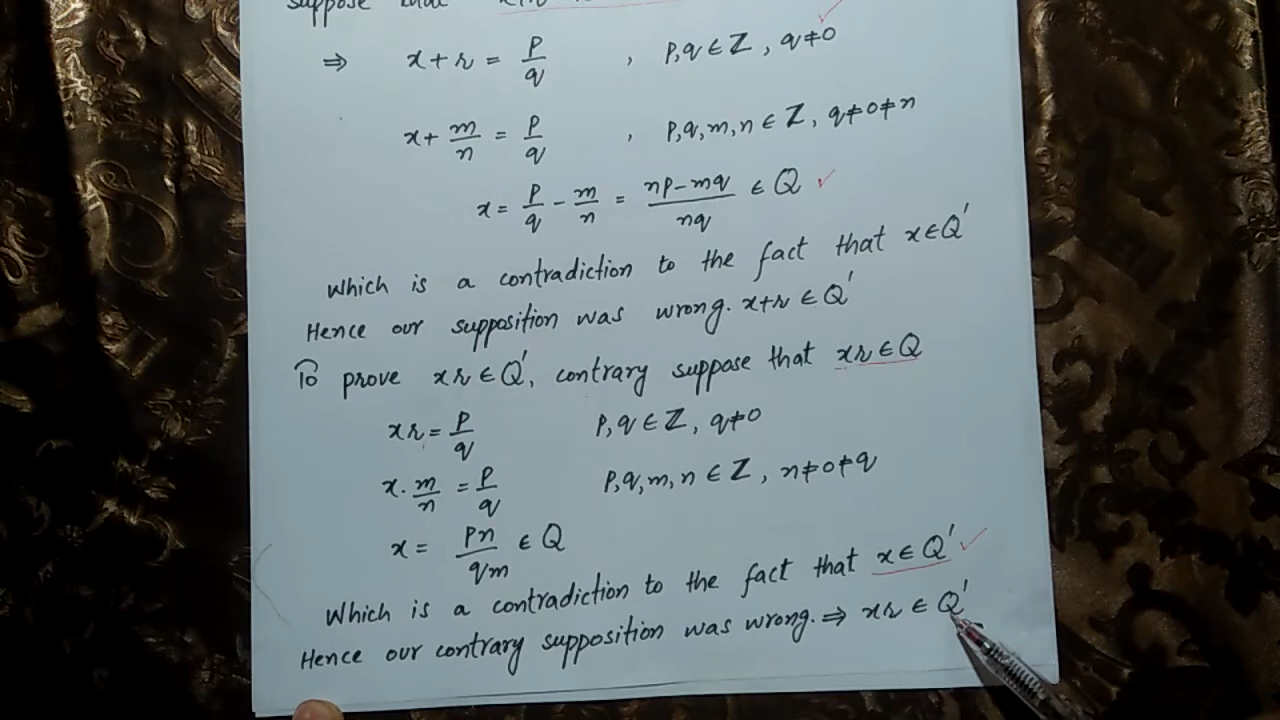 suppose that
⇒ x+r = p/q , p,q ∈ Z , q≠0
x+ m/n = p/q , p,q,m,n ∈ Z, q≠0≠n
x = p/q - m/n = np-mq/nq ∈ Q ✓
which is a contradiction to the fact that x∈Q'
Hence our supposition was wrong. x+r ∈ Q'
To prove xr∈Q', contrary suppose that xr∈Q
xr = p/q p,q ∈ Z, q≠0
x. m/n = p/q p,q,m,n ∈ Z, n≠0≠q
x = pn/qm ∈ Q
which is a contradiction to the fact that x∈Q' ✓
Hence our contrary supposition was wrong. ⇒ xr ∈ Q'